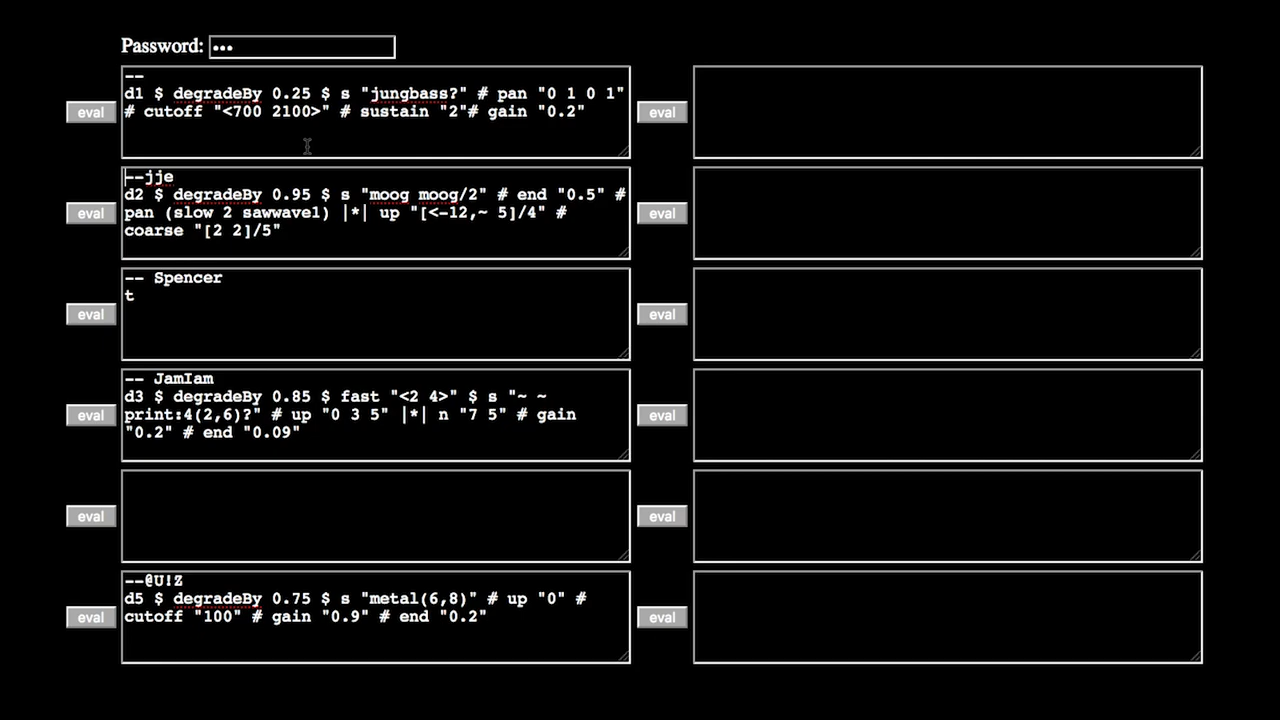 Password: •••
--
d1 $ degradeBy 0.25 $ s "jungbass?" # pan "0 1 0 1"
eval
eval
# cutoff "<700 2100>" # sustain "2"# gain "0.2"
--jje
d2 $ degradeBy 0.95 $ s "moog moog/2" # end "0.5" #
eval
eval
pan (slow 2 sawwave1) |*| up "[<-12,~ 5]/4" #
coarse "[2 2]/5"
-- Spencer
t
eval
eval
-- JamIam
d3 $ degradeBy 0.85 $ fast "<2 4>" $ s "~ ~
eval
eval
print:4(2,6)?" # up "0 3 5" |*| n "7 5" # gain
"0.2" # end "0.09"
eval
eval
--@U!Z
d5 $ degradeBy 0.75 $ s "metal(6,8)" # up "0" #
eval
eval
cutoff "100" # gain "0.9" # end "0.2"